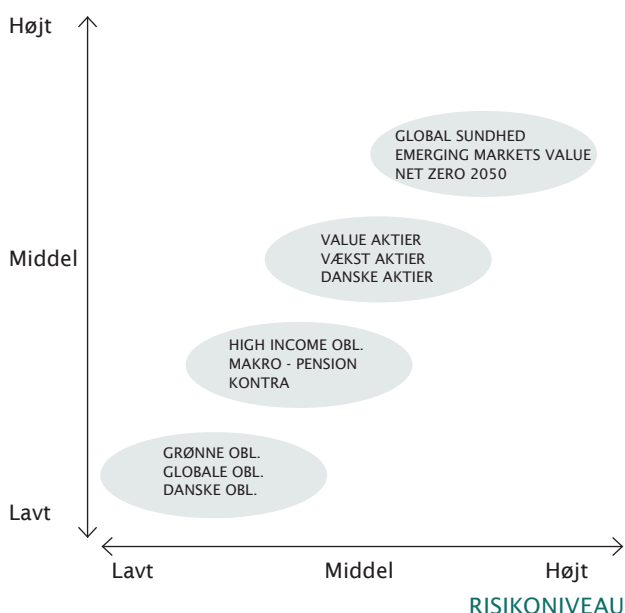 Højt
GLOBAL SUNDHED
EMERGING MARKETS VALUE
NET ZERO 2050
VALUE AKTIER
VÆKST AKTIER
DANSKE AKTIER
Middel
HIGH INCOME OBL.
MAKRO - PENSION
KONTRA
GRØNNE OBL.
GLOBALE OBL.
DANSKE OBL.
Lavt
Lavt Middel Højt
RISIKONIVEAU